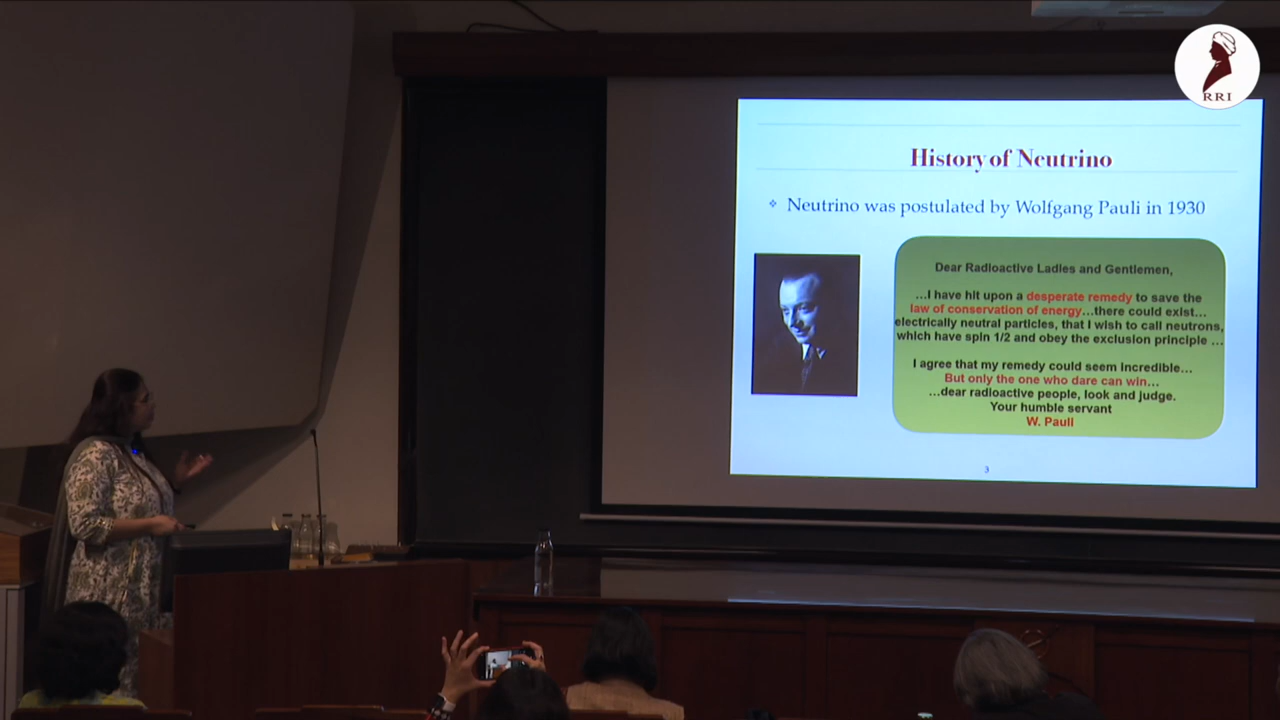 RRI
History of Neutrino
❖ Neutrino was postulated by Wolfgang Pauli in 1930
Dear Radioactive Ladies and Gentlemen,
…I have hit upon a desperate remedy to save the
law of conservation of energy…there could exist…
electrically neutral particles, that I wish to call neutrons,
which have spin 1/2 and obey the exclusion principle …
I agree that my remedy could seem incredible…
But only the one who dare can win…
…dear radioactive people, look and judge.
Your humble servant
W. Pauli
3